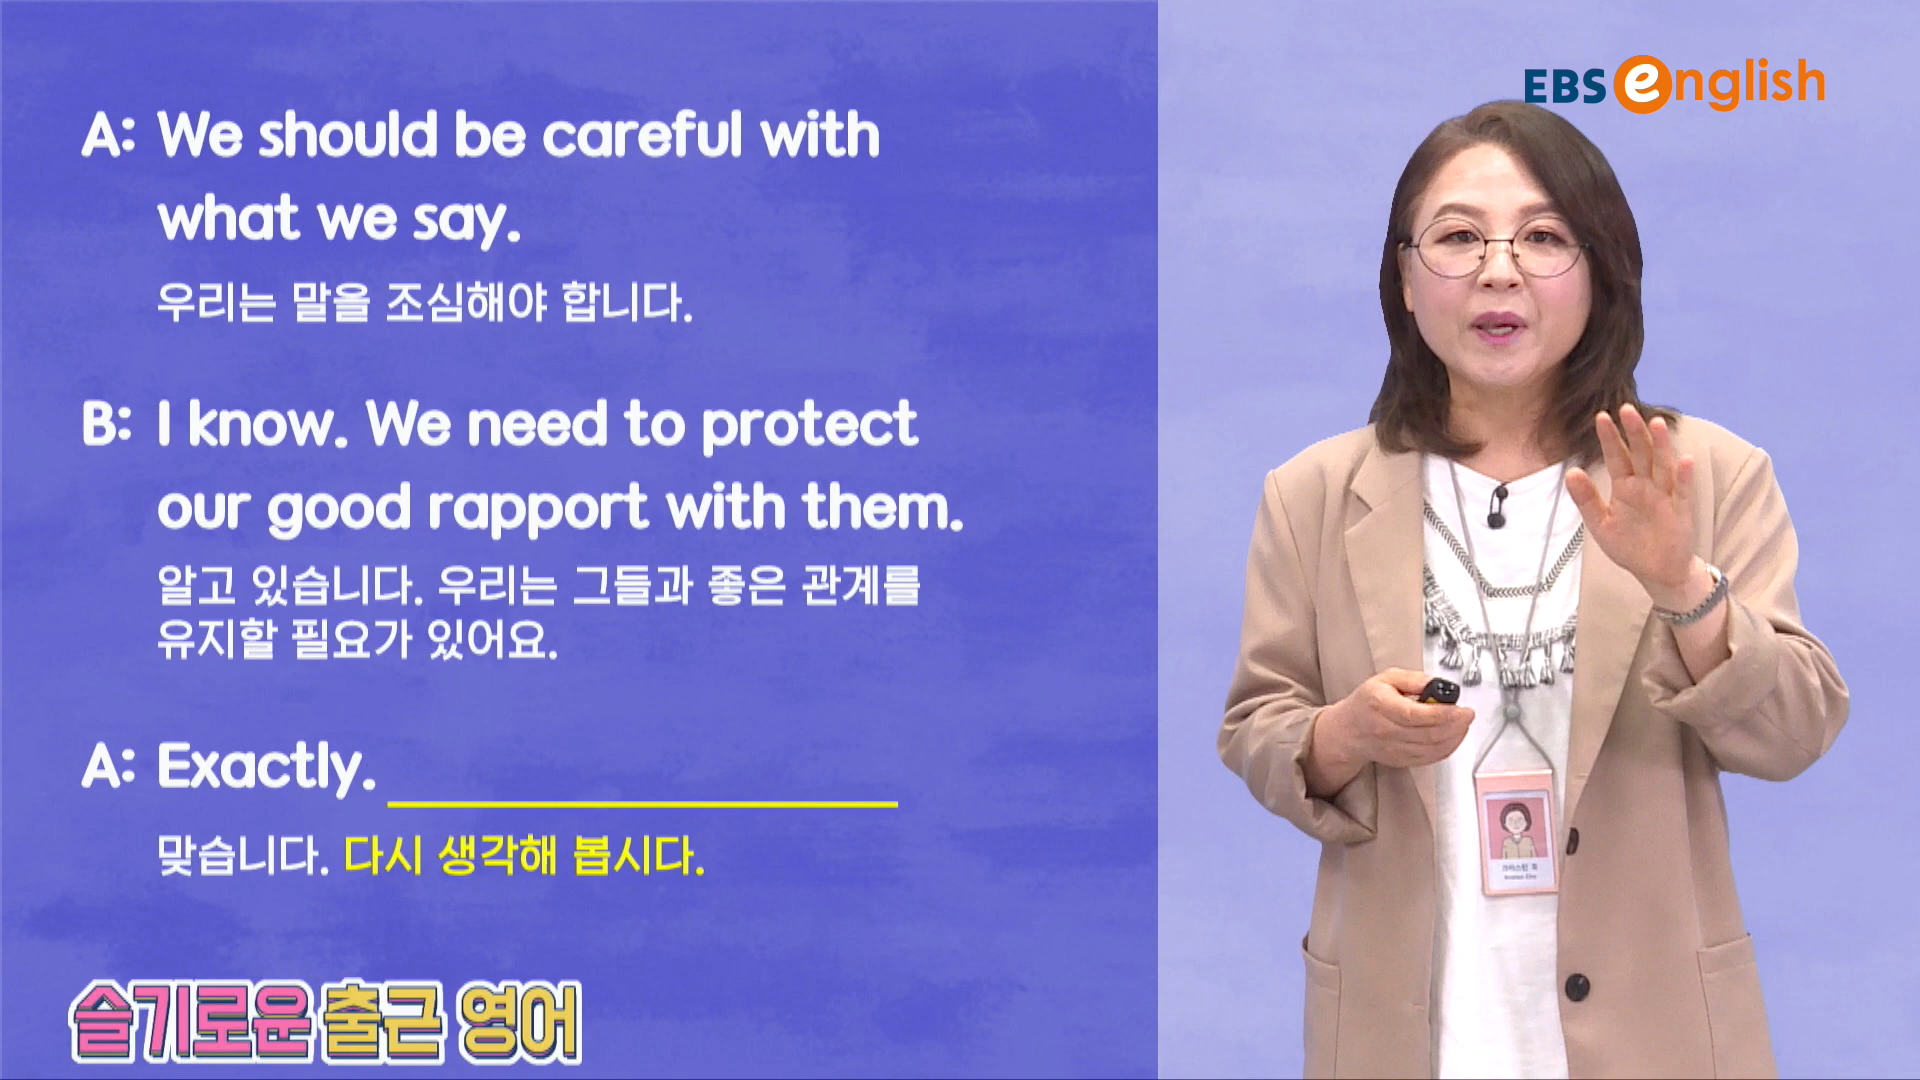 EBS english
A: We should be careful with
what we say.
우리는 말을 조심해야 합니다.
B: I know. We need to protect
our good rapport with them.
알고 있습니다. 우리는 그들과 좋은 관계를
유지할 필요가 있어요.
A: Exactly.
맞습니다. 다시 생각해 봅시다.
슬기로운 출근 영어